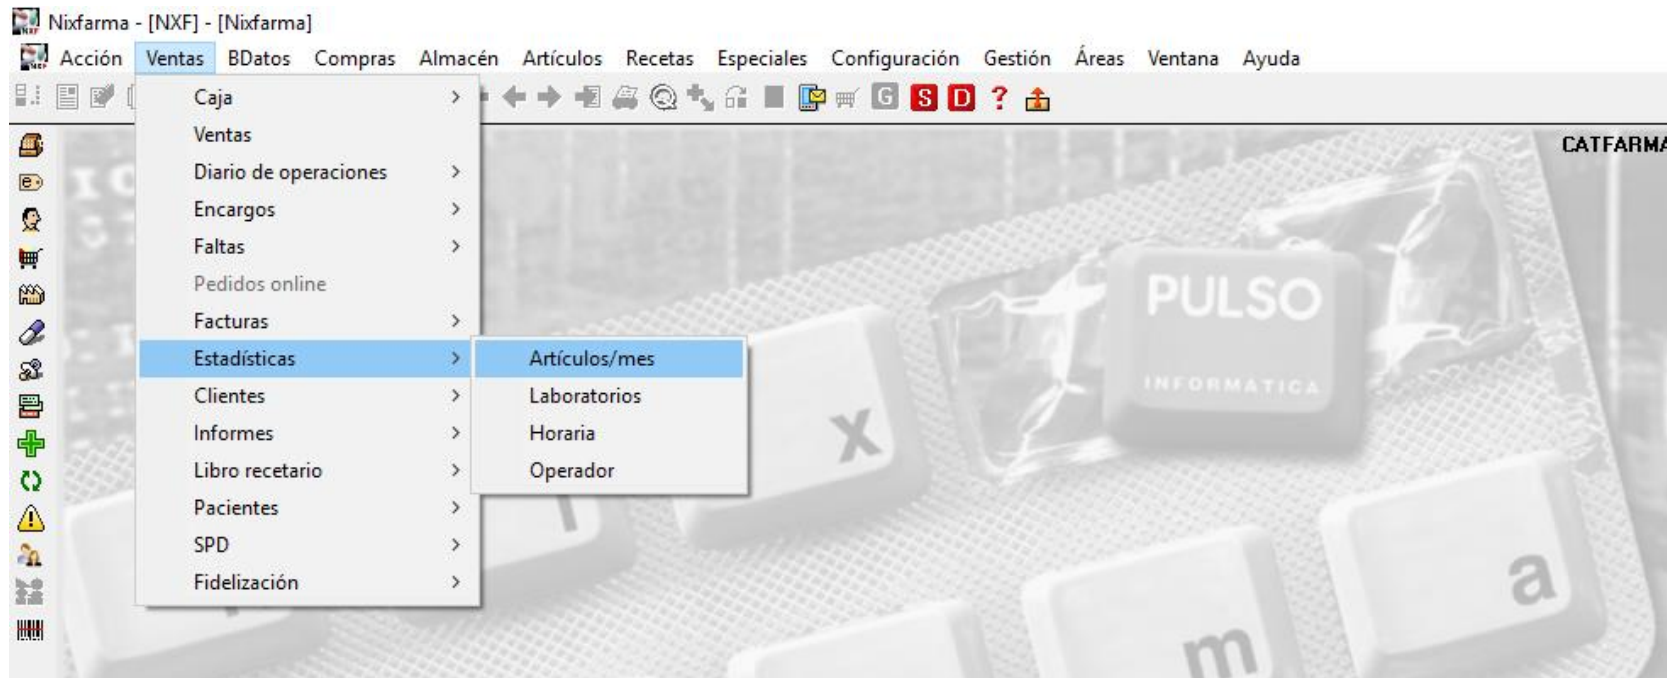 Nixfarma - [NXF] - [Nixfarma]
Acción Ventas BDatos Compras Almacén Artículos Recetas Especiales Configuración Gestión Áreas Ventana Ayuda
G S D ?
Caja
Ventas
Diario de operaciones
Encargos
Faltas
Pedidos online
Facturas
Estadísticas
Clientes
Informes
Libro recetario
Pacientes
SPD
Fidelización
Artículos/mes
Laboratorios
Horaria
Operador
CATFARMA
PULSO
INFORMATICA
x
a
m